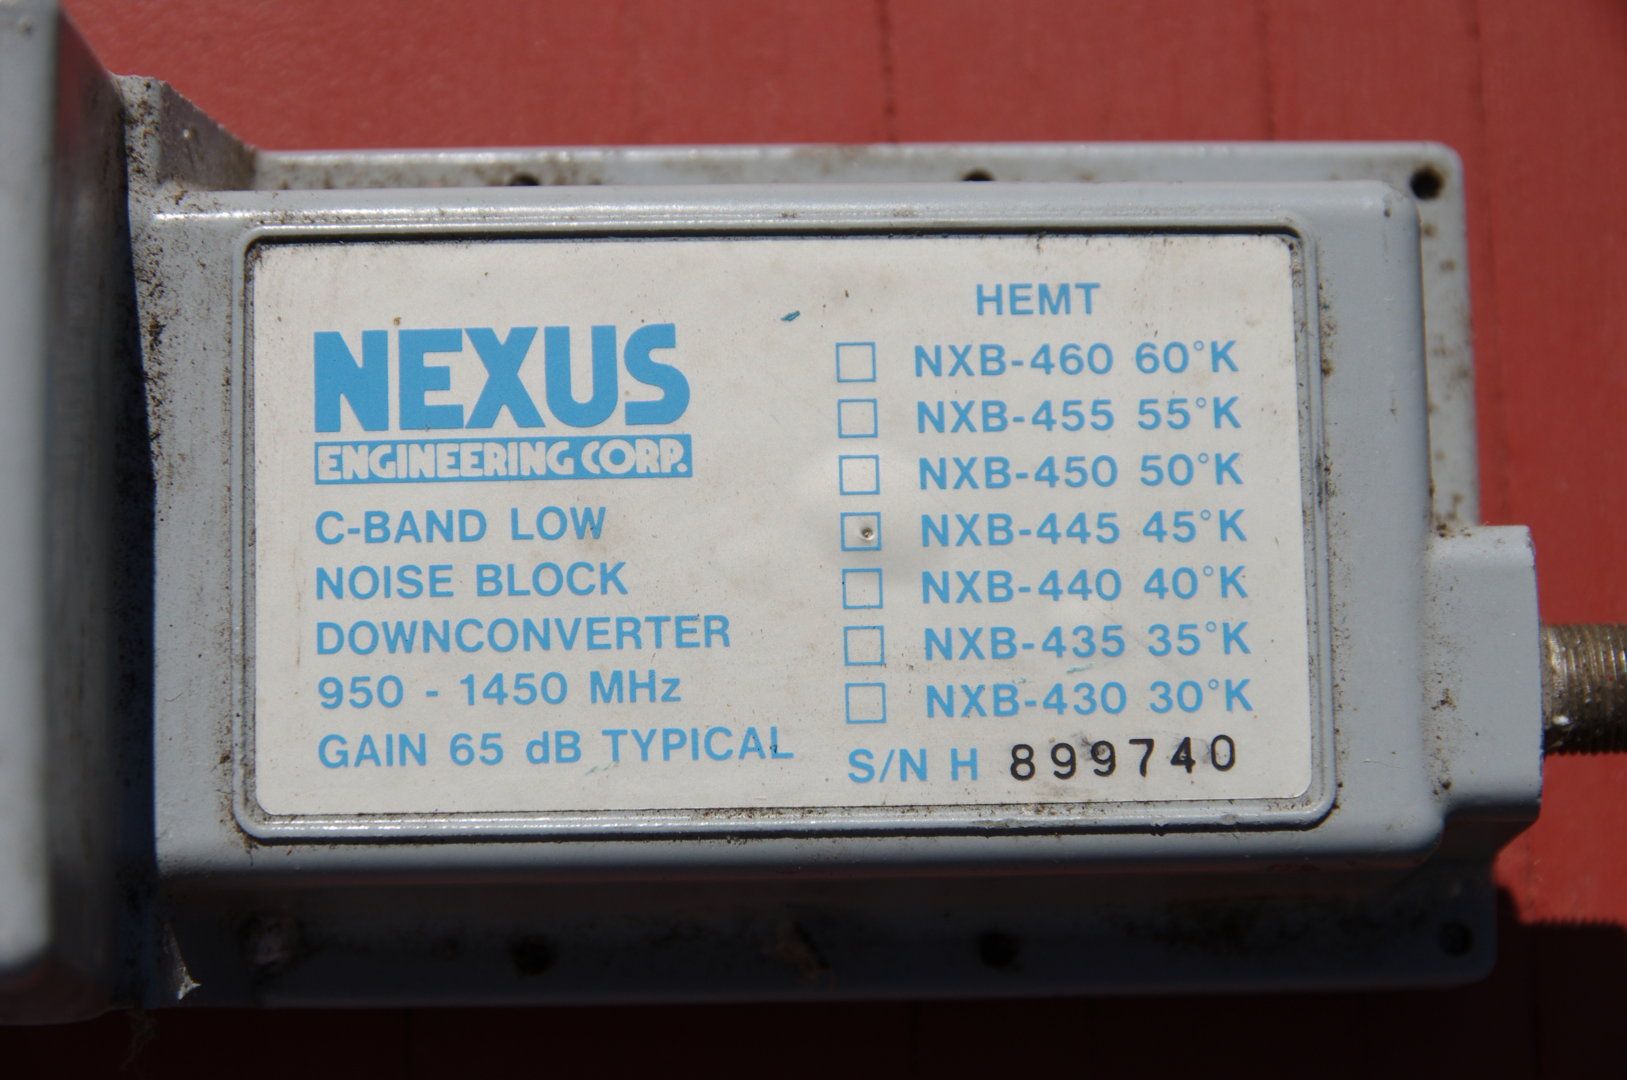 NEXUS
ENGINEERING CORP.
C-BAND LOW
NOISE BLOCK
DOWNCONVERTER
950 - 1450 MHz
GAIN 65 dB TYPICAL
HEMT
NXB-460 60°K
NXB-455 55°K
NXB-450 50°K
NXB-445 45°K
NXB-440 40°K
NXB-435 35°K
NXB-430 30°K
S/N H 899740